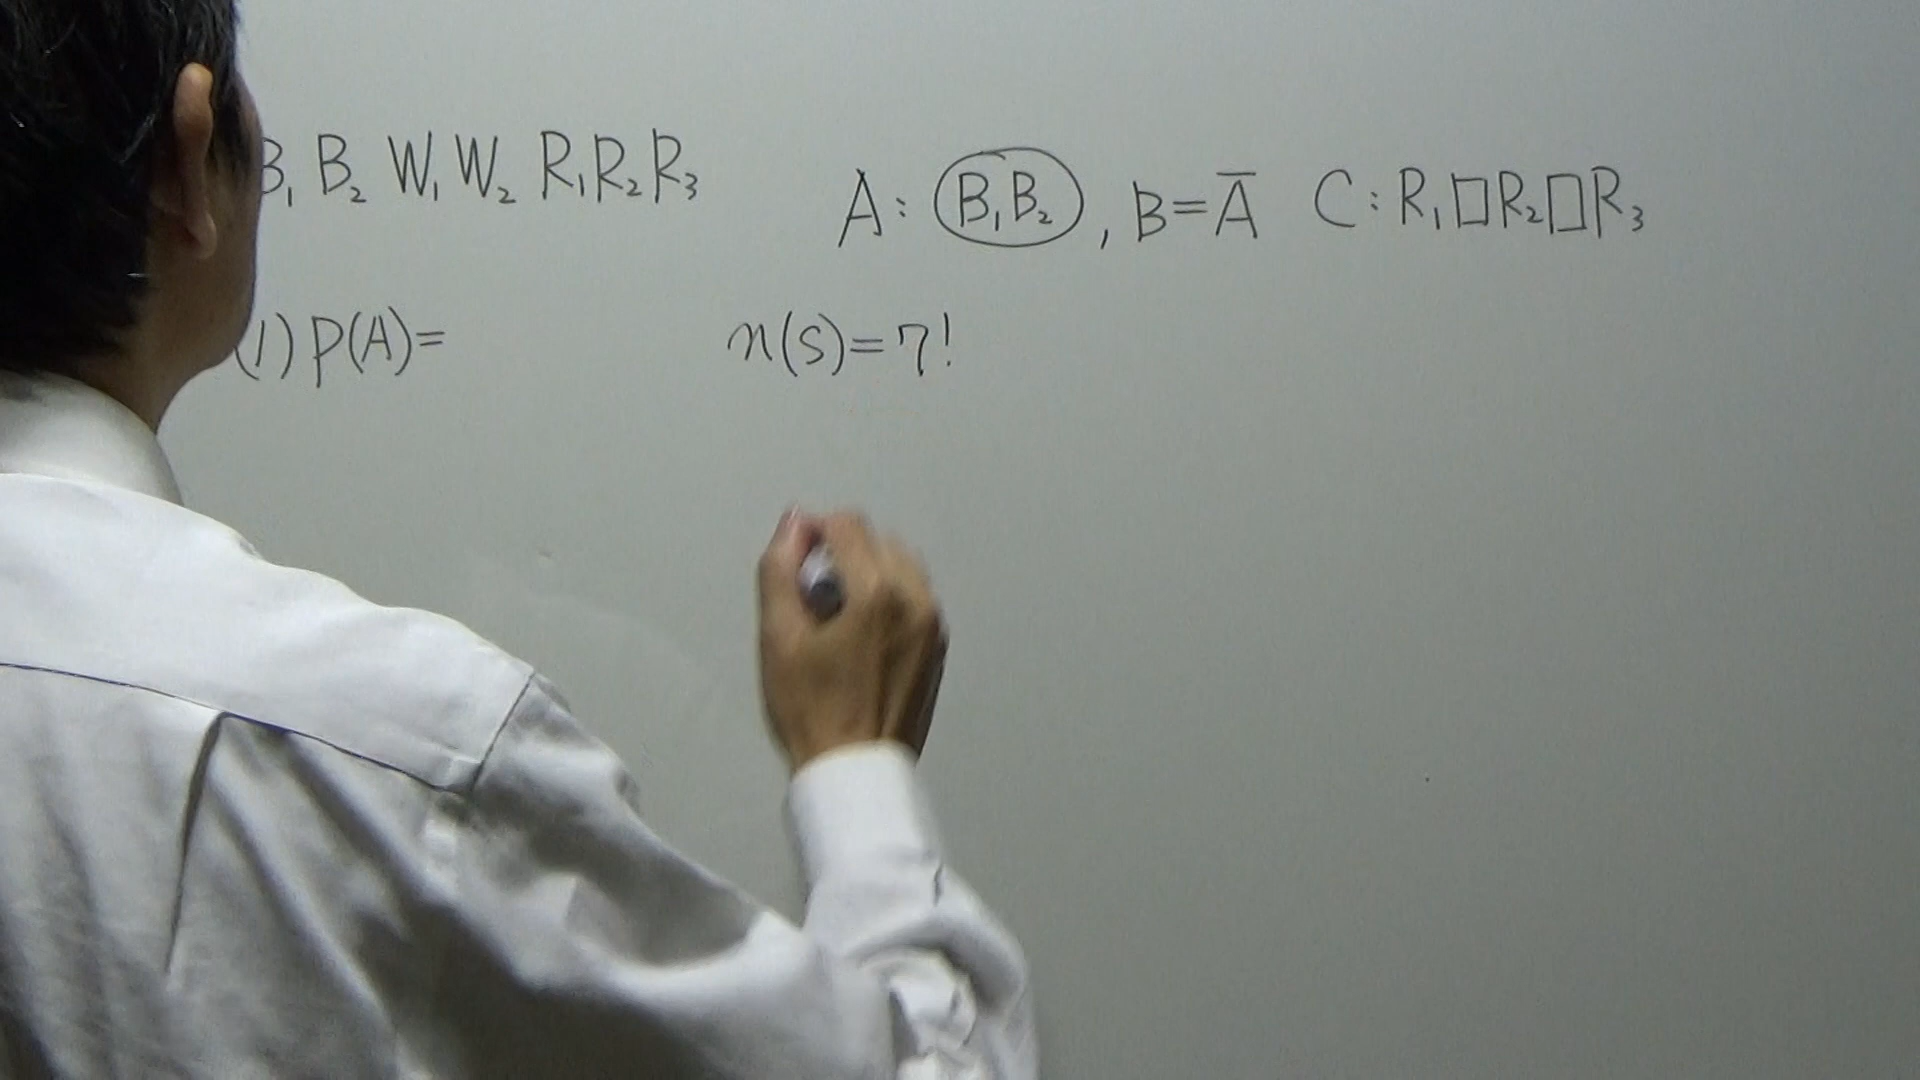 B₁ B₂ W₁ W₂ R₁R₂R₃
A: B₁B₂, B=Ā C: R₁□R₂□R₃
(1) P(A)= n(S)=7!